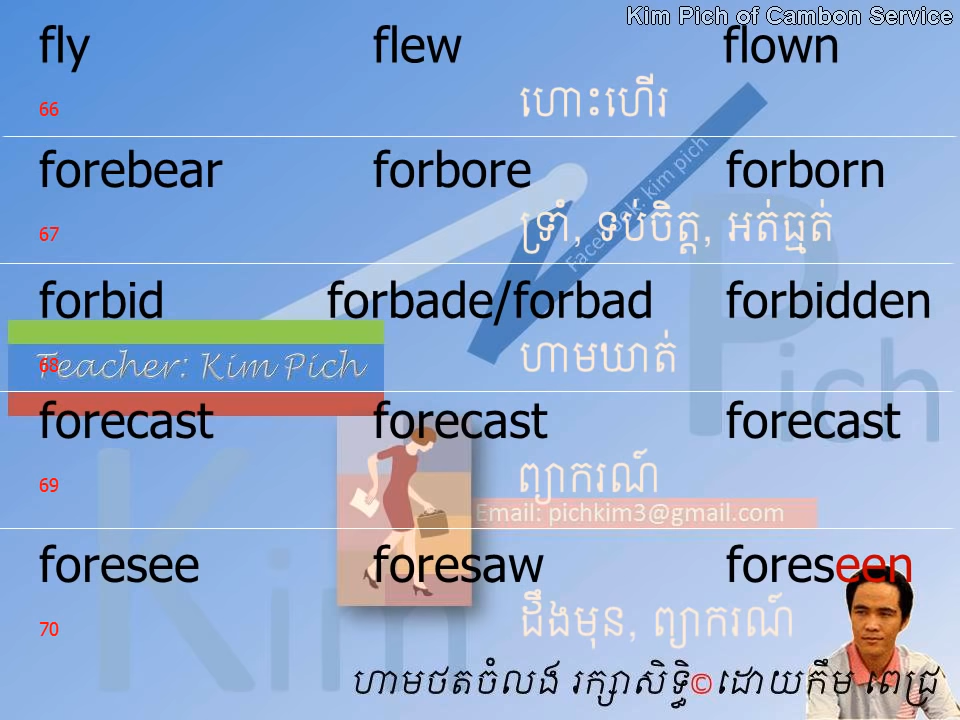 Kim Pich of Cambon Service
fly flew flown
66 ហោះហើរ
forebear forbore forborn
67 ទ្រាំ, ទប់ចិត្ត, អត់ធ្មត់
Facebook: kim pich
forbid forbade/forbad forbidden
68 ហាមឃាត់
Teacher: Kim Pich
forecast forecast forecast
69 ព្យាករណ៍
Email: pichkim3@gmail.com
foresee foresaw foreseen
70 ដឹងមុន, ព្យាករណ៍
Kim
Pich
ហាមថតចំលង រក្សាសិទ្ធិ©ដោយកឹម ពេជ្រ